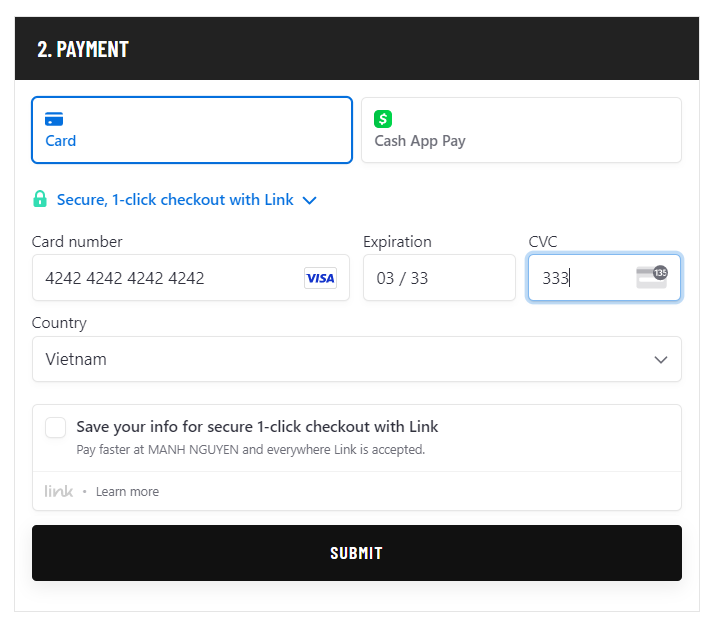 2. PAYMENT
Card
$
Cash App Pay
Secure, 1-click checkout with Link
Card number
Expiration
CVC
4242 4242 4242 4242
VISA
03 / 33
333
135
Country
Vietnam
Save your info for secure 1-click checkout with Link
Pay faster at MANH NGUYEN and everywhere Link is accepted.
link • Learn more
SUBMIT